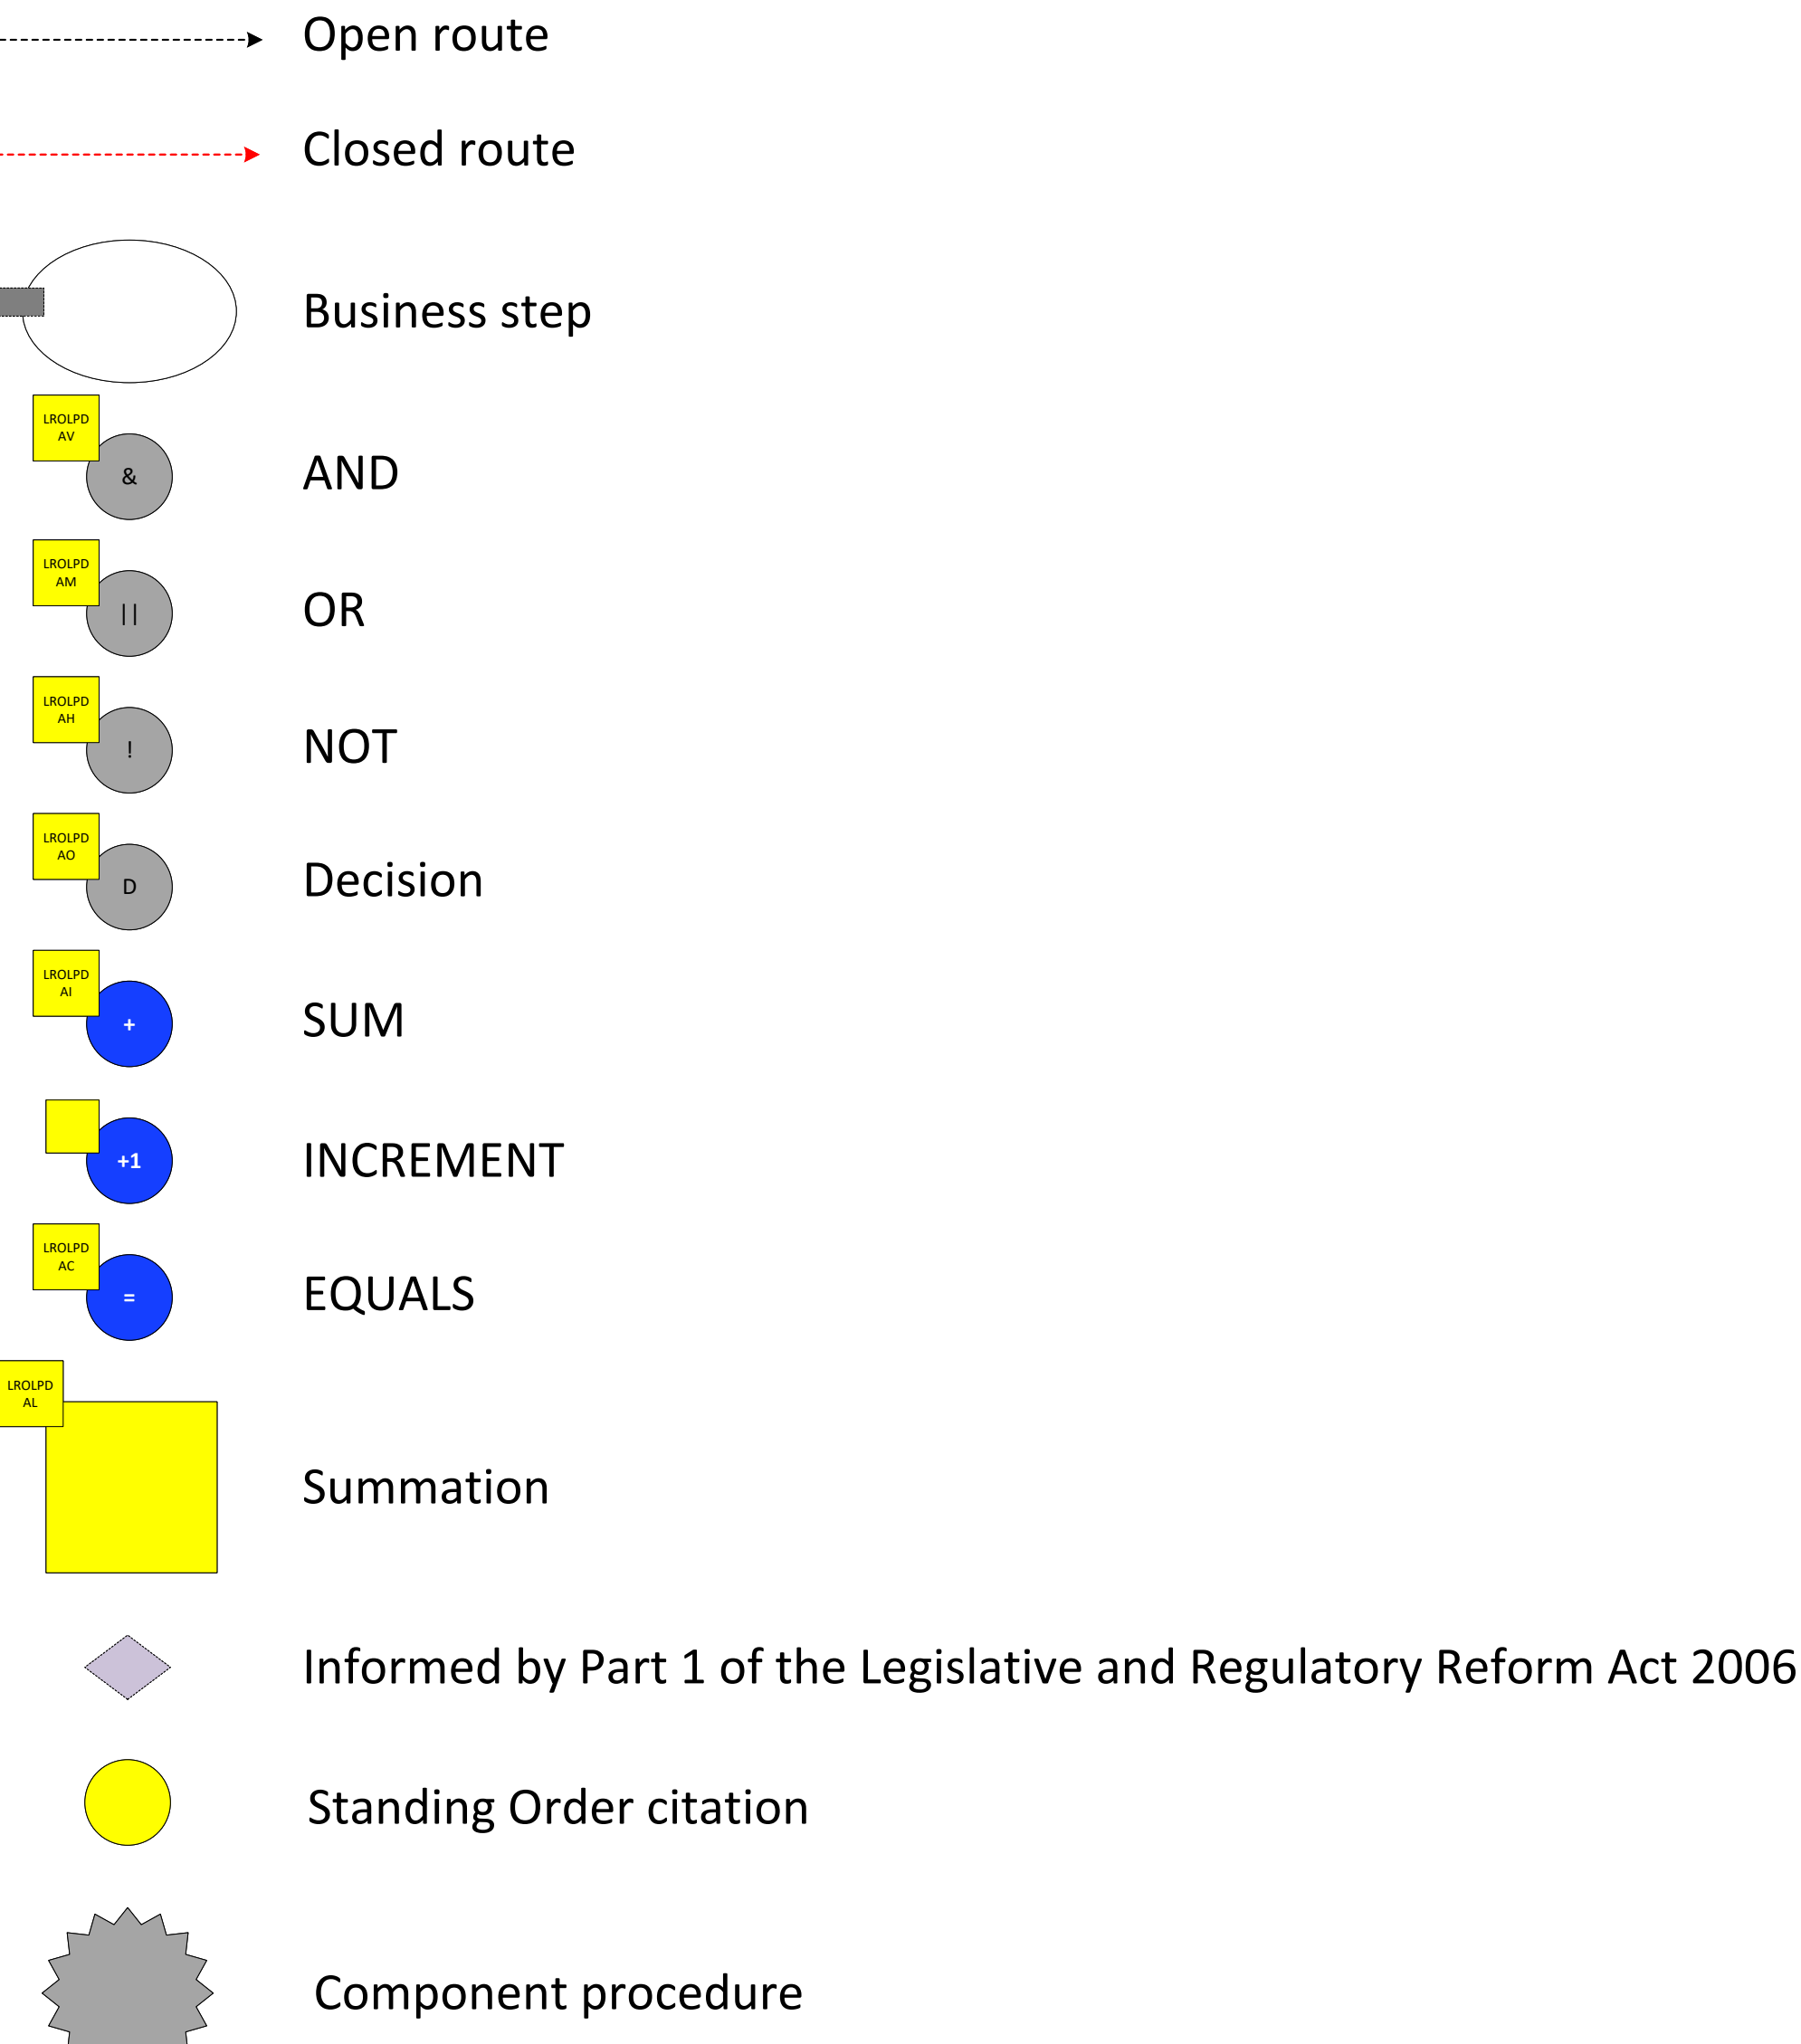 Open route
Closed route
Business step
LROLPD
AV
&
AND
LROLPD
AM
||
OR
LROLPD
AH
!
NOT
LROLPD
AO
D
Decision
LROLPD
AI
+
SUM
+1
INCREMENT
LROLPD
AC
=
EQUALS
LROLPD
AL
Summation
Informed by Part 1 of the Legislative and Regulatory Reform Act 2006
Standing Order citation
Component procedure